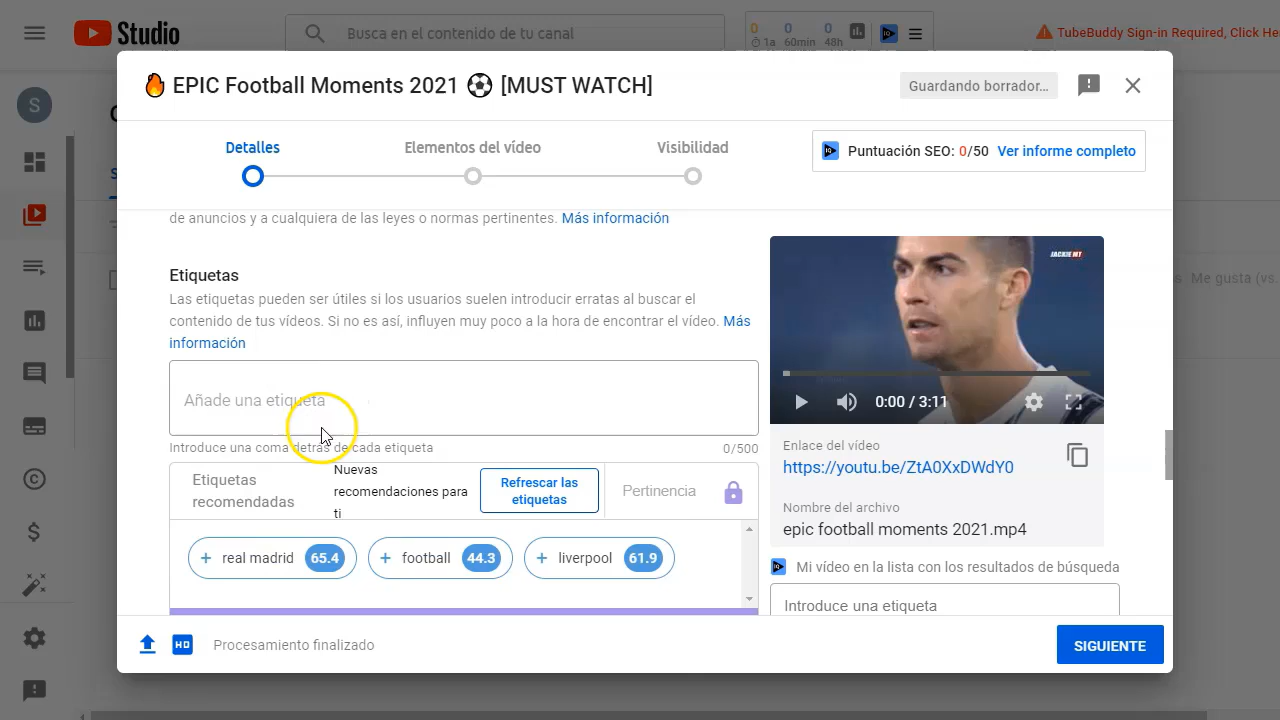 Studio
Busca en el contenido de tu canal
0 0 0
1a 60min 48h
TubeBuddy Sign-in Required, Click He
S
🔥 EPIC Football Moments 2021 ⚽ [MUST WATCH]
Guardando borrador...
Detalles
Elementos del vídeo
Visibilidad
Puntuación SEO: 0/50 Ver informe completo
de anuncios y a cualquiera de las leyes o normas pertinentes. Más información
Etiquetas
Las etiquetas pueden ser útiles si los usuarios suelen introducir erratas al buscar el
contenido de tus vídeos. Si no es así, influyen muy poco a la hora de encontrar el vídeo. Más
información
Añade una etiqueta
Introduce una coma detrás de cada etiqueta
0/500
Etiquetas
recomendadas
Nuevas
recomendaciones para
ti
Refrescar las
etiquetas
Pertinencia
+ real madrid 65.4
+ football 44.3
+ liverpool 61.9
JACKIE MT
0:00 / 3:11
Enlace del vídeo
https://youtu.be/ZtA0XxDWdY0
Nombre del archivo
epic football moments 2021.mp4
Mi vídeo en la lista con los resultados de búsqueda
Introduce una etiqueta
s Me gusta (vs.
HD
Procesamiento finalizado
SIGUIENTE